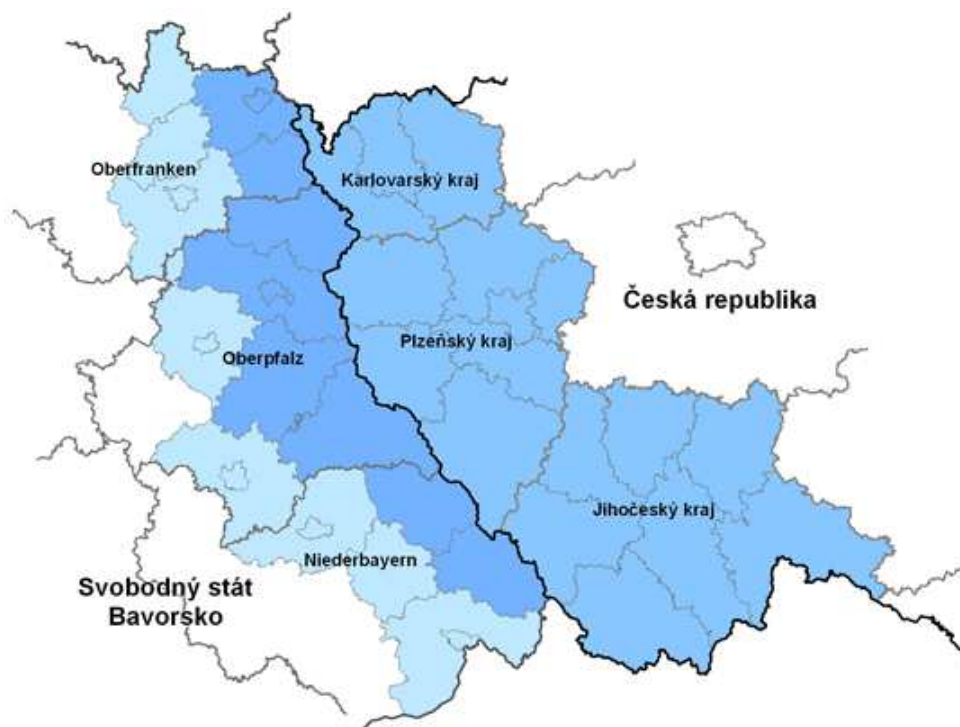 Oberfranken
Karlovarský kraj
Česká republika
Plzeňský kraj
Oberpfalz
Jihočeský kraj
Niederbayern
Svobodný stát
Bavorsko